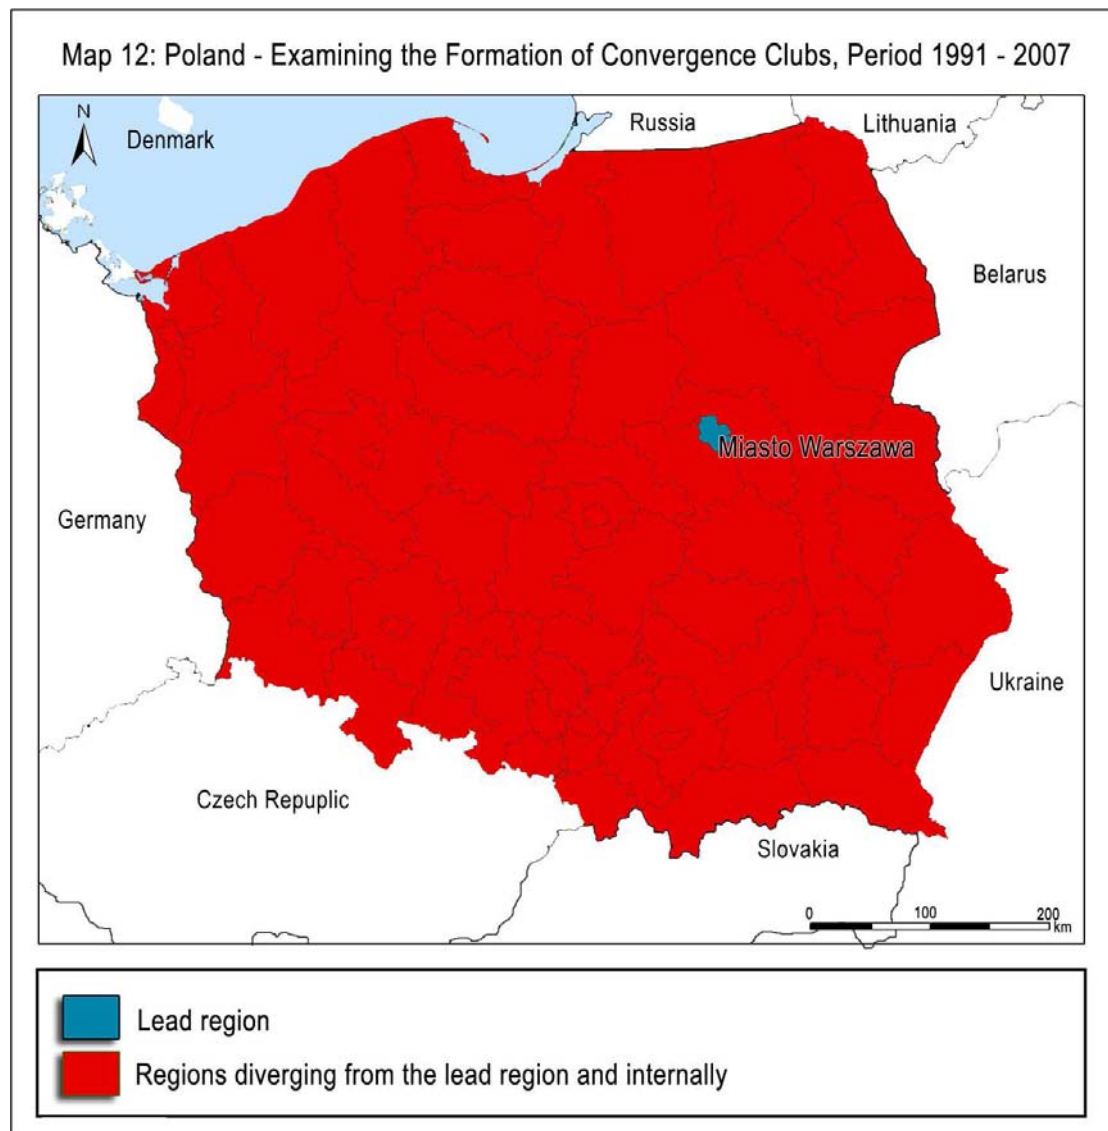 Map 12: Poland - Examining the Formation of Convergence Clubs, Period 1991 - 2007
N
Denmark
Russia
Lithuania
Belarus
Miasto Warszawa
Germany
Ukraine
Czech Repuplic
Slovakia
0 100 200
km
Lead region
Regions diverging from the lead region and internally